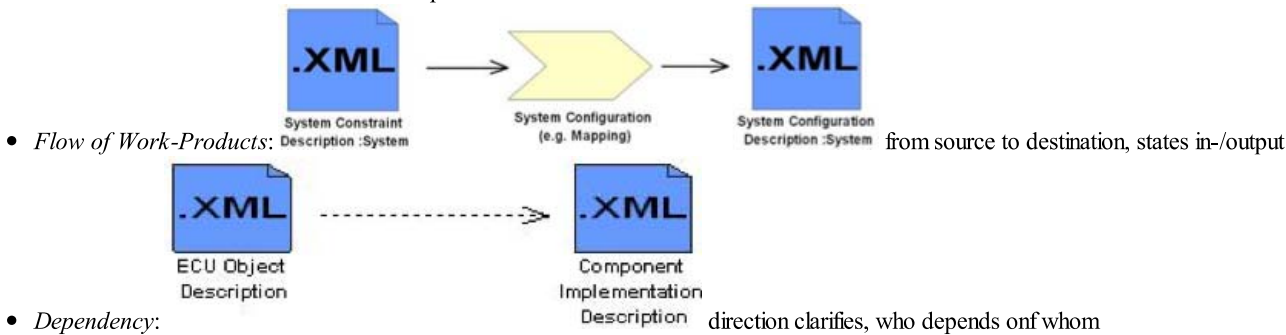 .XML
.XML
System Constraint
Description :System
System Configuration
(e.g. Mapping)
System Configuration
Description :System
• Flow of Work-Products: from source to destination, states in-/output
.XML
.XML
ECU Object
Description
Component
Implementation
Description
• Dependency: direction clarifies, who depends onf whom